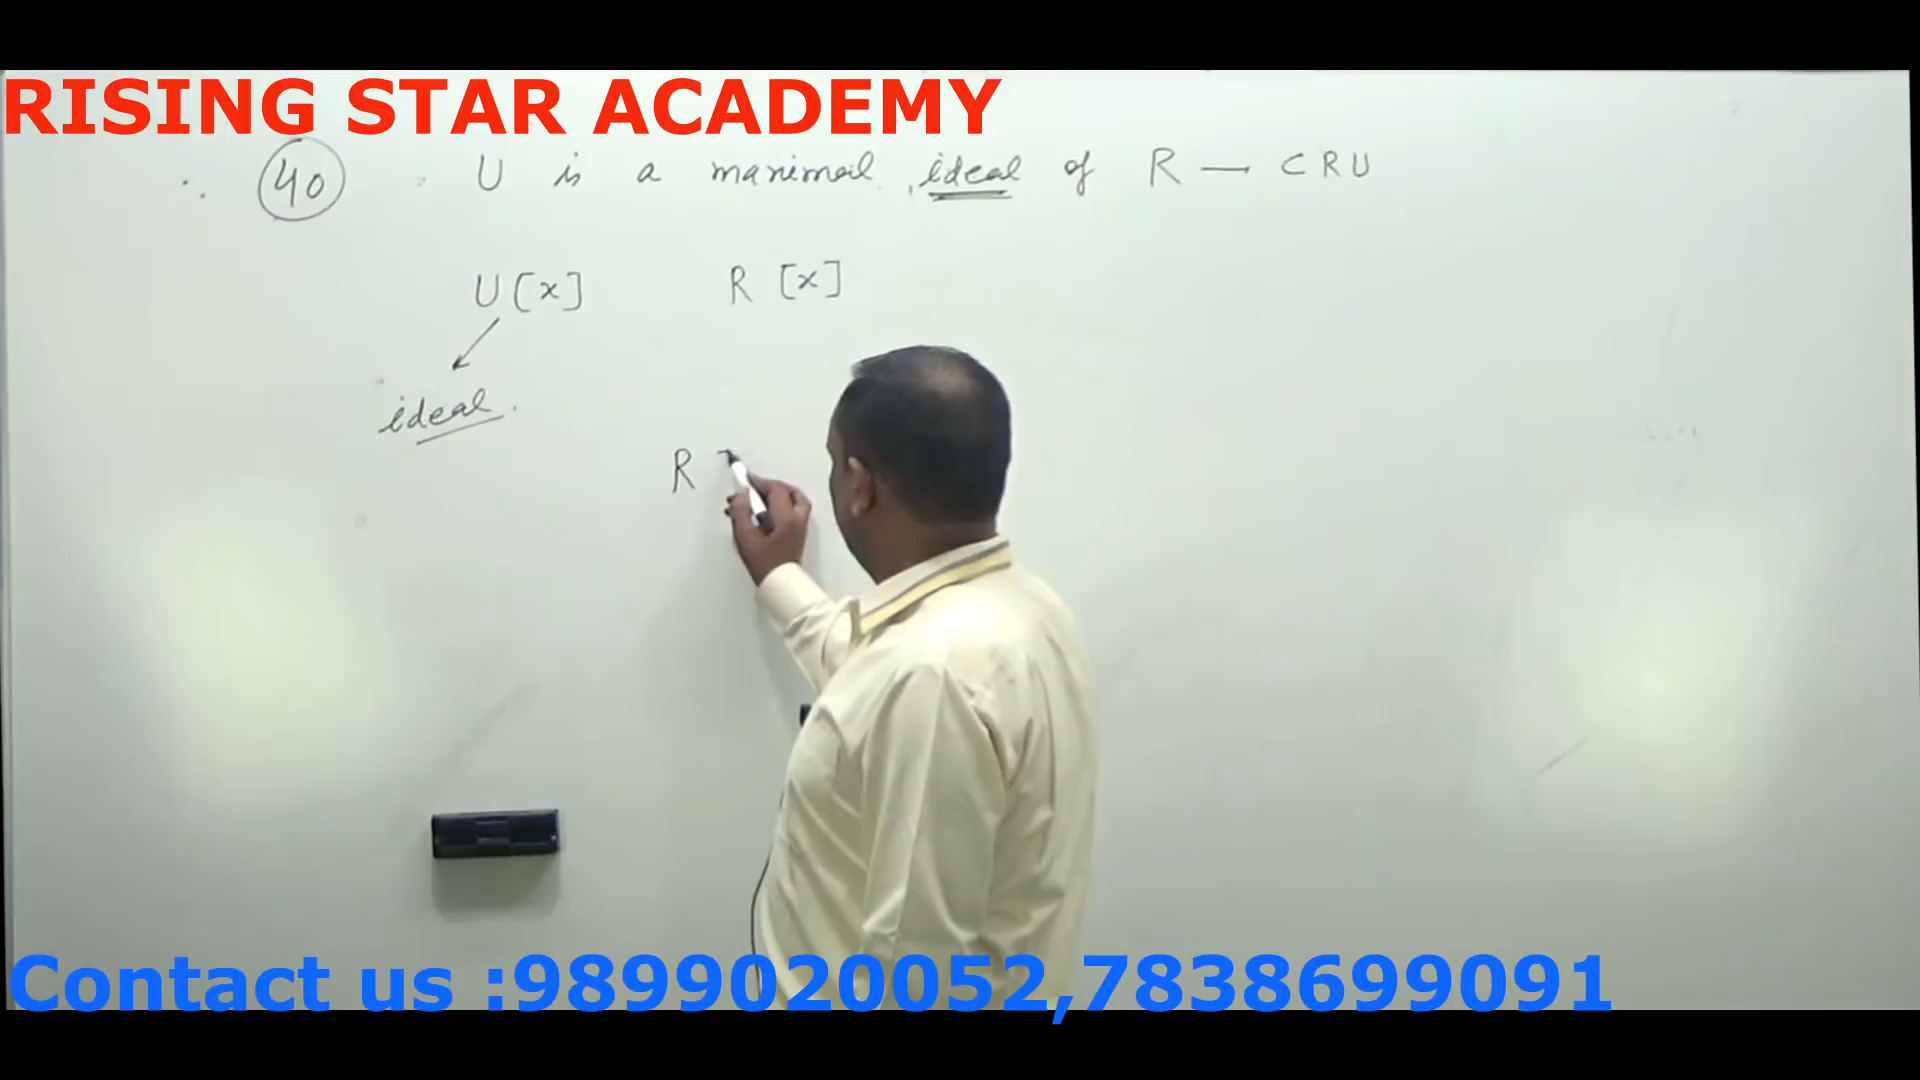 RISING STAR ACADEMY
∴ 40 U is a maximal ideal of R — CRU
U[x] R [x]
ideal.
R
Contact us :9899020052,7838699091